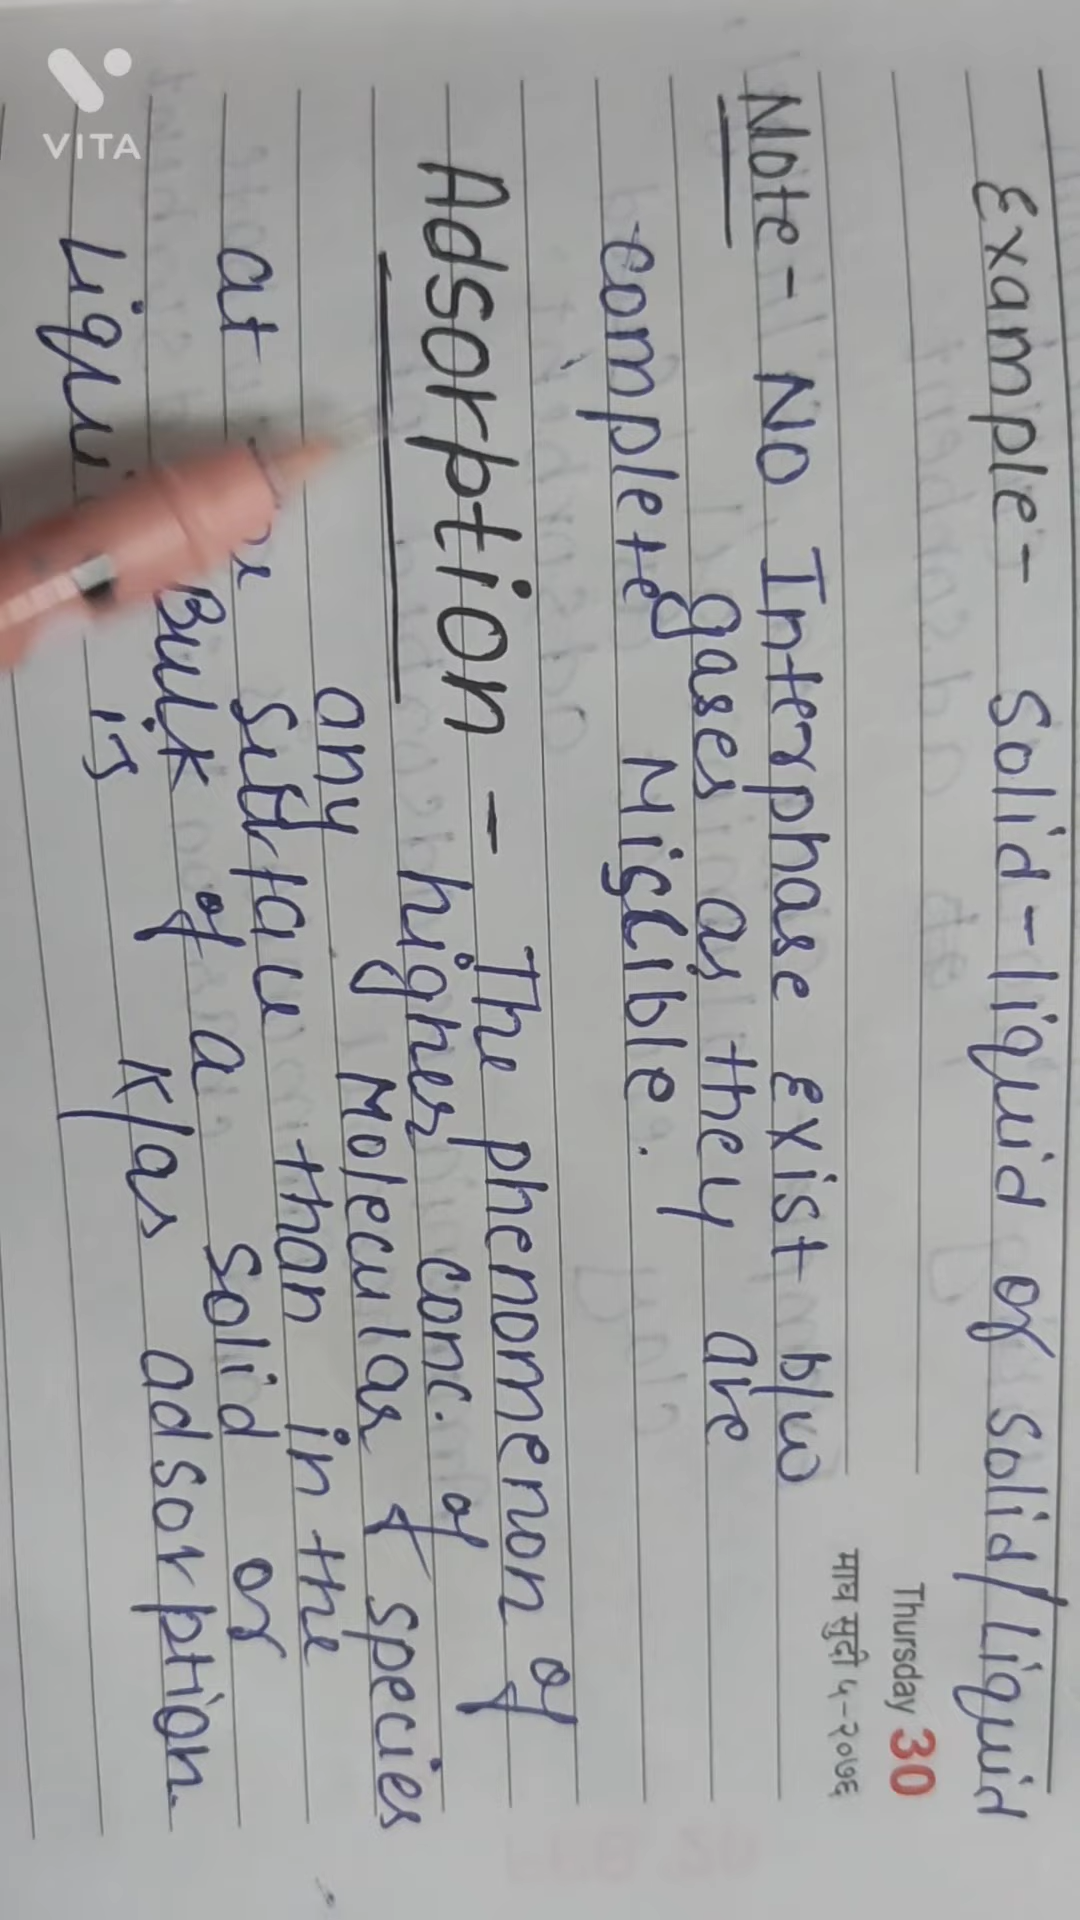 Thursday 30
माघ सुदी ५-२०७६
Example- Solid-liquid or solid/Liquid
Note- No Interphase Exist b/w
gases as they are
complete Miscible.
Adsorption - The phenomenon of
higher conc. of
any Molecular & species
at surface than in the
Bulk of a solid or
is K/as adsorption.
VITA